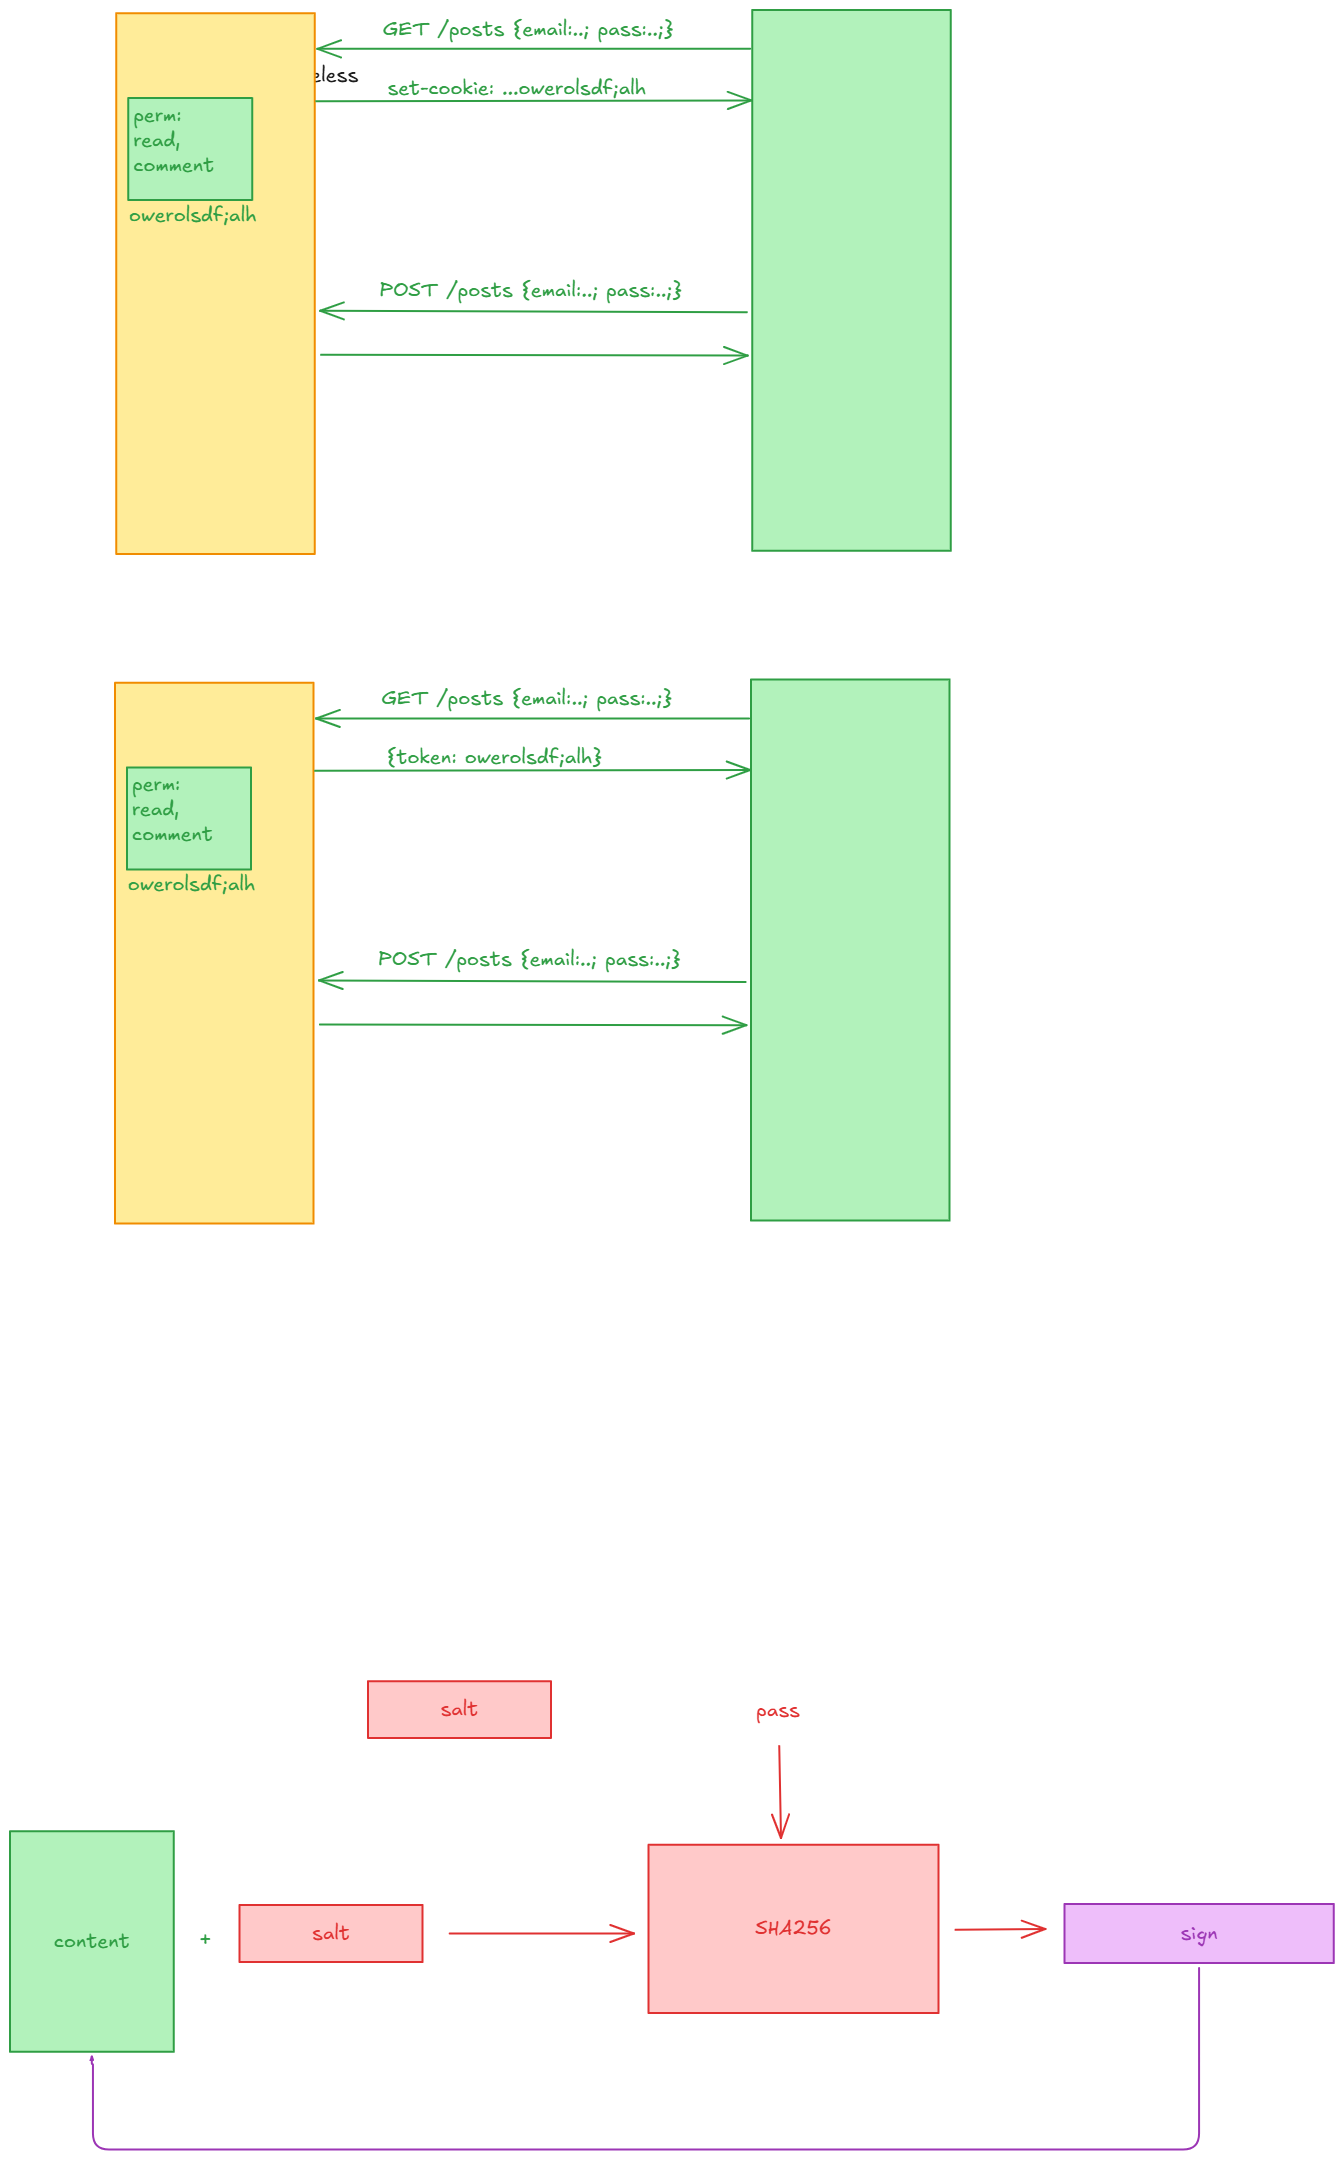 GET /posts {email:..; pass:..;}
eless
set-cookie: ...owerolsdf;alh
perm:
read,
comment
owerolsdf;alh
POST /posts {email:..; pass:..;}
GET /posts {email:..; pass:..;}
{token: owerolsdf;alh}
perm:
read,
comment
owerolsdf;alh
POST /posts {email:..; pass:..;}
salt
pass
content
+
salt
SHA256
sign